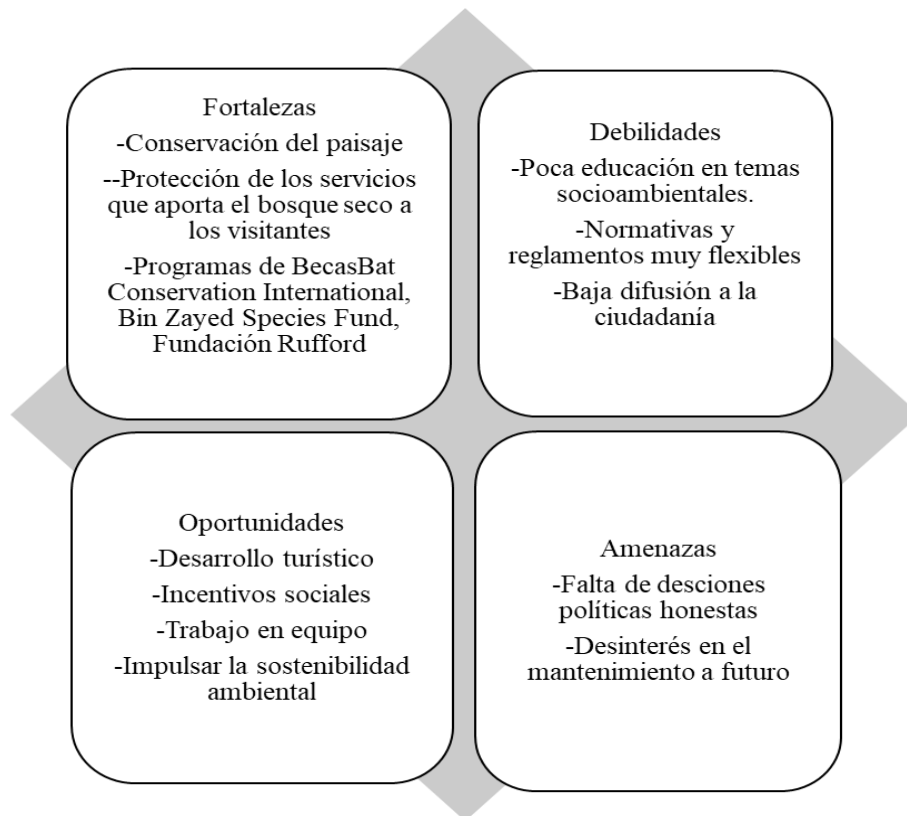 Fortalezas
-Conservación del paisaje
--Protección de los servicios
que aporta el bosque seco a
los visitantes
-Programas de BecasBat
Conservation International,
Bin Zayed Species Fund,
Fundación Rufford
Debilidades
-Poca educación en temas
socioambientales.
-Normativas y
reglamentos muy flexibles
-Baja difusión a la
ciudadanía
Oportunidades
-Desarrollo turístico
-Incentivos sociales
-Trabajo en equipo
-Impulsar la sostenibilidad
ambiental
Amenazas
-Falta de desciones
políticas honestas
-Desinterés en el
mantenimiento a futuro